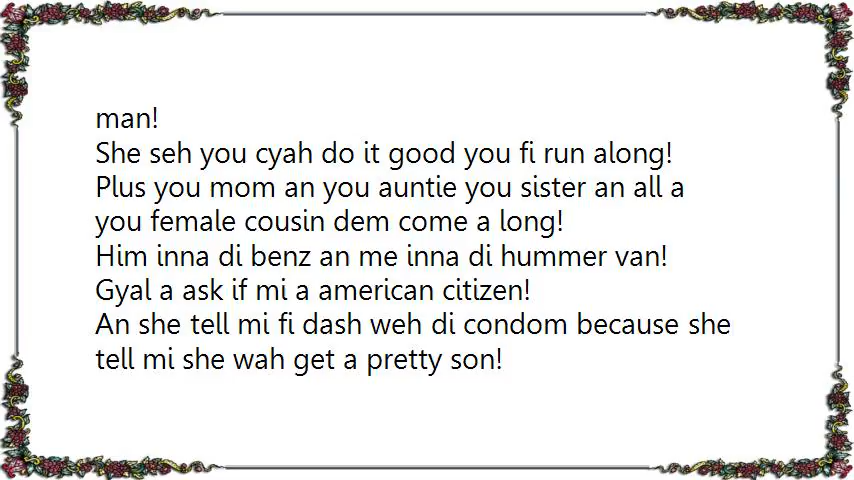 man!
She seh you cyah do it good you fi run along!
Plus you mom an you auntie you sister an all a
you female cousin dem come a long!
Him inna di benz an me inna di hummer van!
Gyal a ask if mi a american citizen!
An she tell mi fi dash weh di condom because she
tell mi she wah get a pretty son!